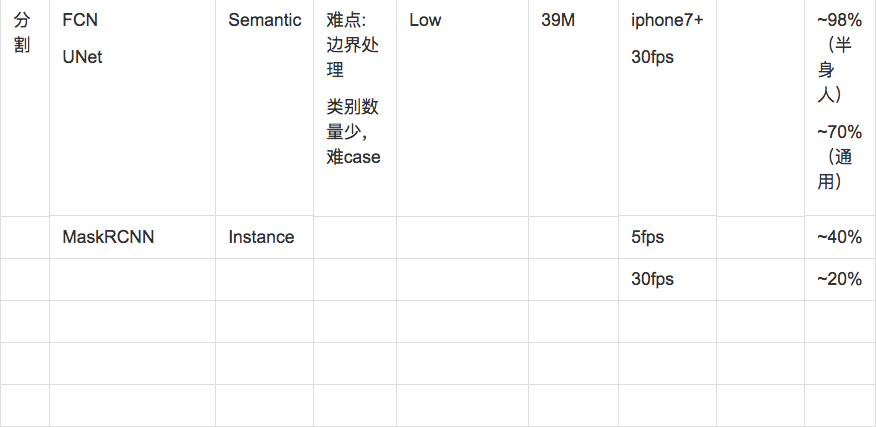 分
割
FCN
UNet
Semantic
难点:
边界处
理
类别数
量少，
难case
Low
39M
iphone7+
30fps
~98%
（半
身
人）
~70%
（通
用）
MaskRCNN
Instance
5fps
~40%
30fps
~20%